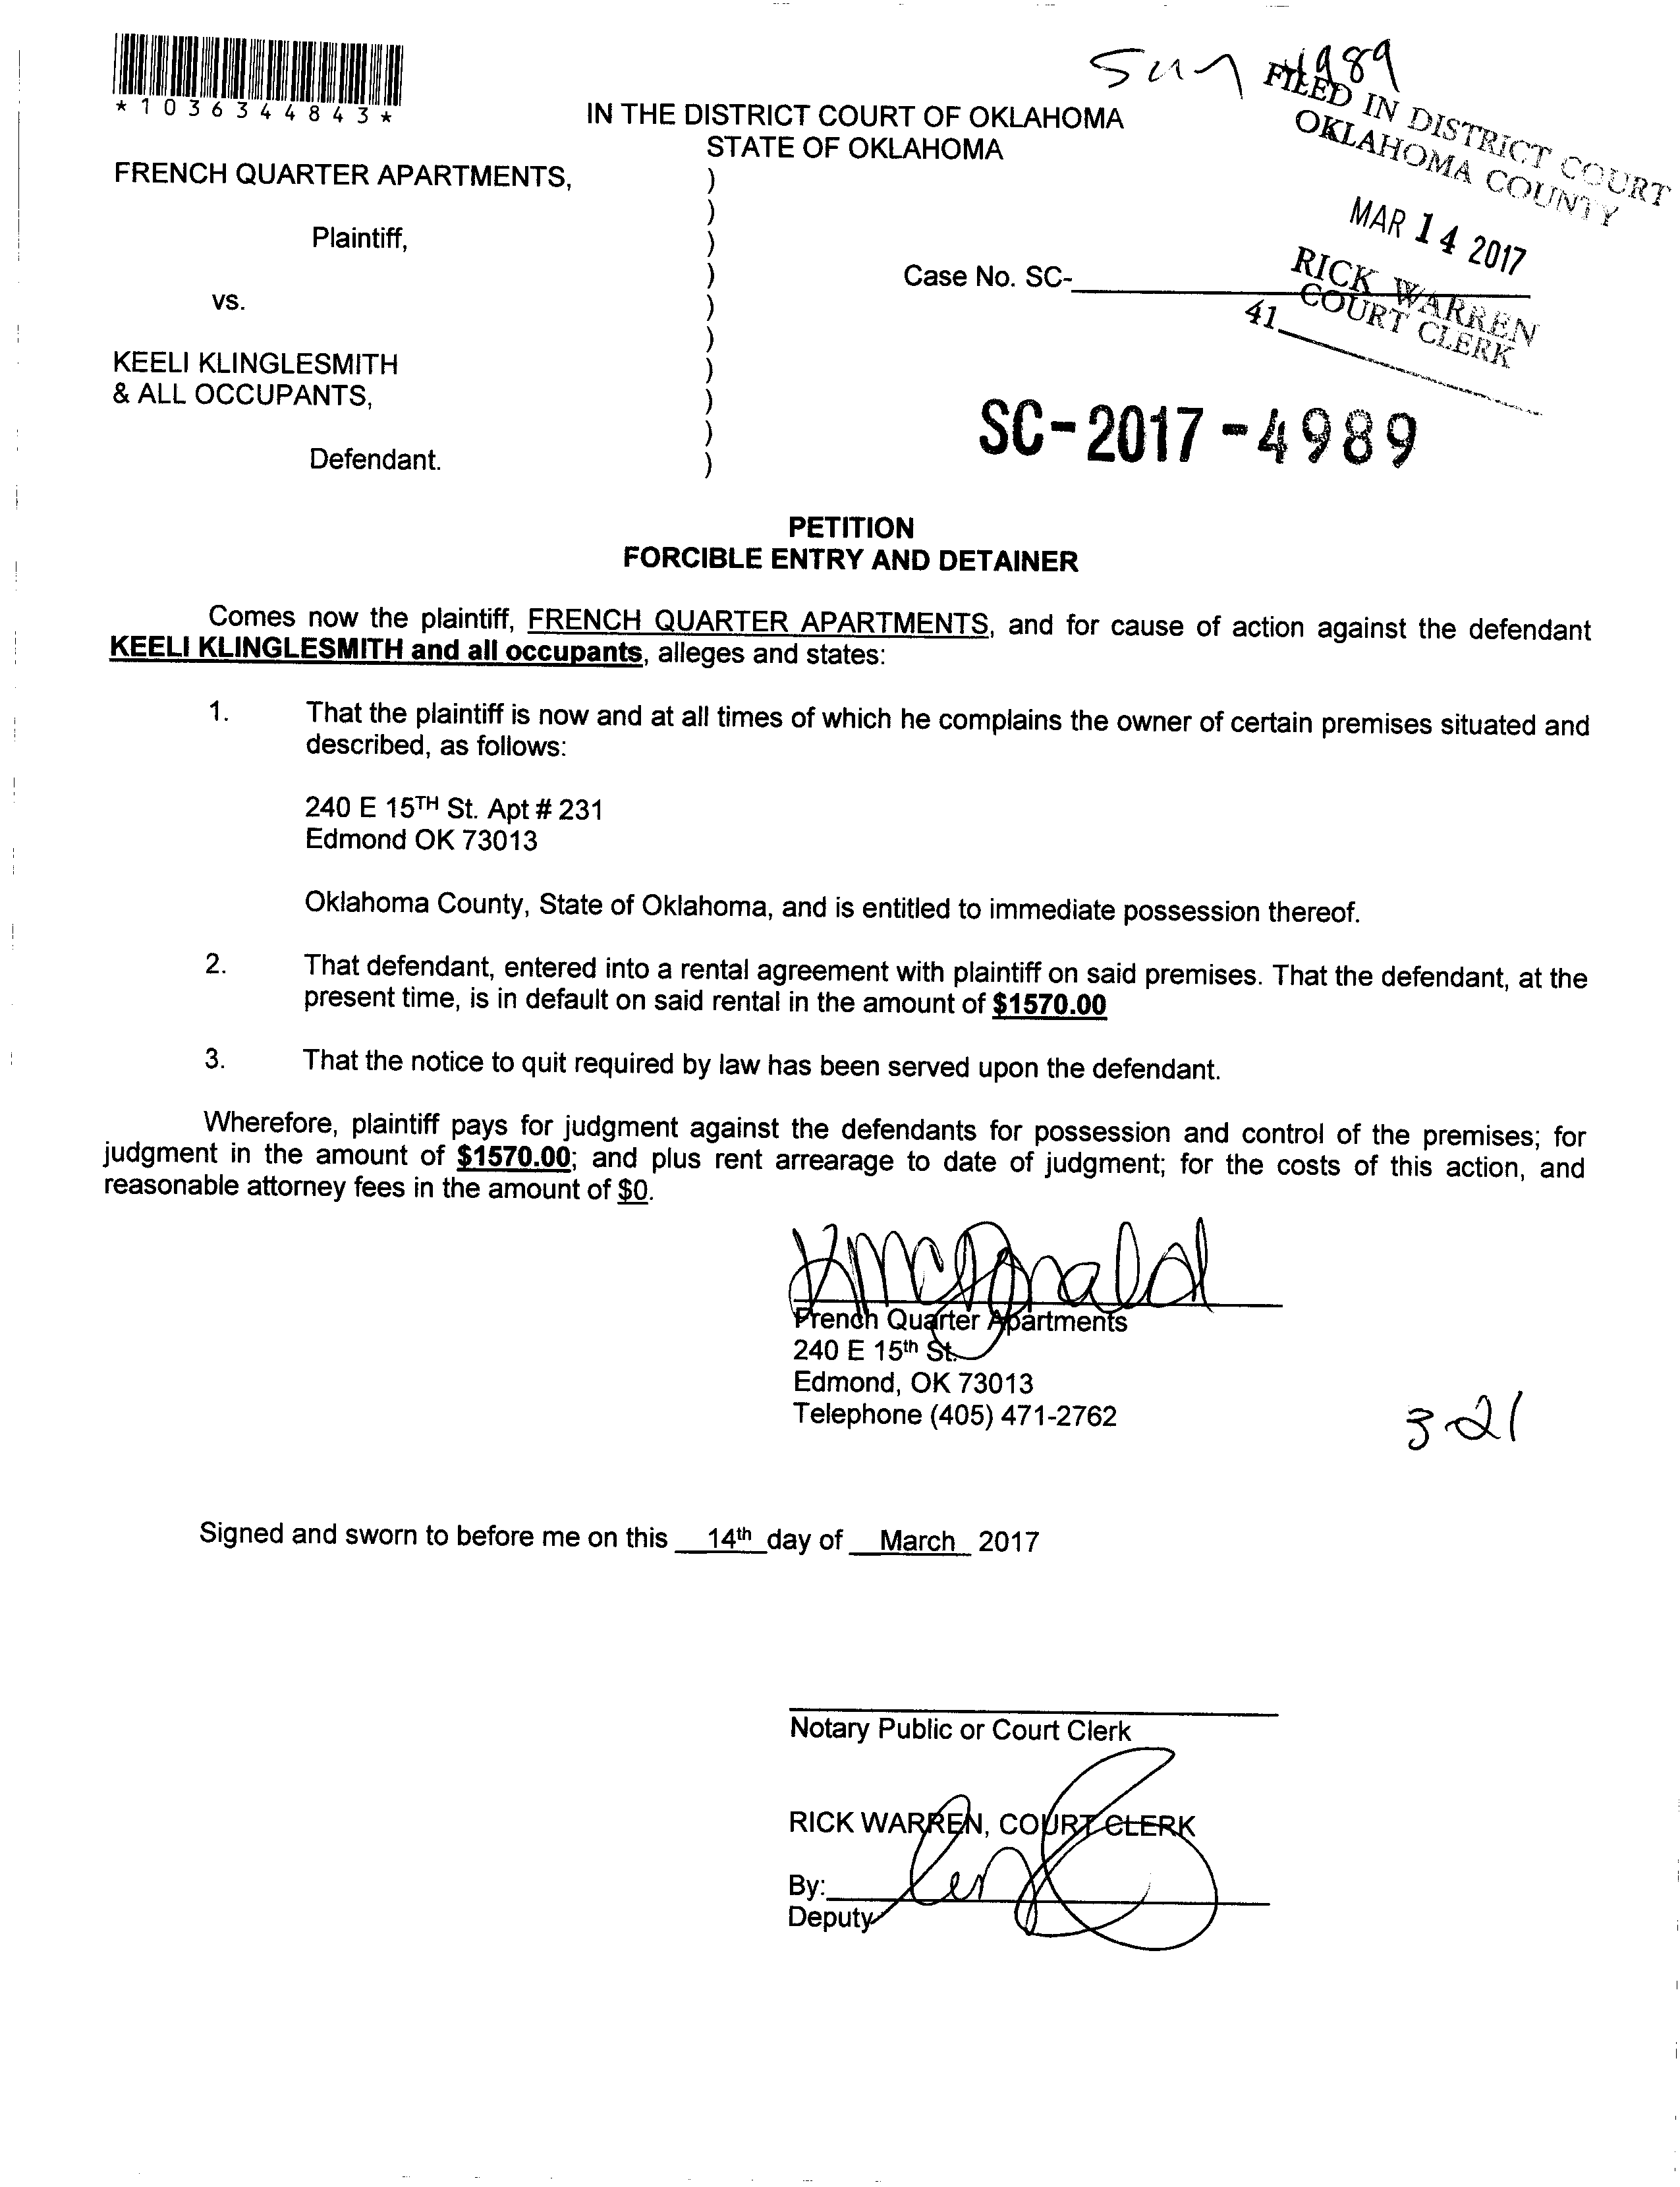 *1036344843*
4989
FILED IN DISTRICT COURT
OKLAHOMA COUNTY
MAR 14 2017
RICK WARREN
COURT CLERK
41
IN THE DISTRICT COURT OF OKLAHOMA
STATE OF OKLAHOMA
FRENCH QUARTER APARTMENTS, )
)
Plaintiff, )
) Case No. SC-
vs. )
)
KEELI KLINGLESMITH )
& ALL OCCUPANTS, )
) SC-2017-4989
Defendant. )
PETITION
FORCIBLE ENTRY AND DETAINER
Comes now the plaintiff, FRENCH QUARTER APARTMENTS, and for cause of action against the defendant
KEELI KLINGLESMITH and all occupants, alleges and states:
1. That the plaintiff is now and at all times of which he complains the owner of certain premises situated and
described, as follows:
240 E 15TH St. Apt # 231
Edmond OK 73013
Oklahoma County, State of Oklahoma, and is entitled to immediate possession thereof.
2. That defendant, entered into a rental agreement with plaintiff on said premises. That the defendant, at the
present time, is in default on said rental in the amount of $1570.00
3. That the notice to quit required by law has been served upon the defendant.
Wherefore, plaintiff pays for judgment against the defendants for possession and control of the premises; for
judgment in the amount of $1570.00; and plus rent arrearage to date of judgment; for the costs of this action, and
reasonable attorney fees in the amount of $0.
KMcDonald
French Quarter Apartments
240 E 15th St.
Edmond, OK 73013
Telephone (405) 471-2762
3-21
Signed and sworn to before me on this 14th day of March 2017
Notary Public or Court Clerk
RICK WARREN, COURT CLERK
By:
Deputy